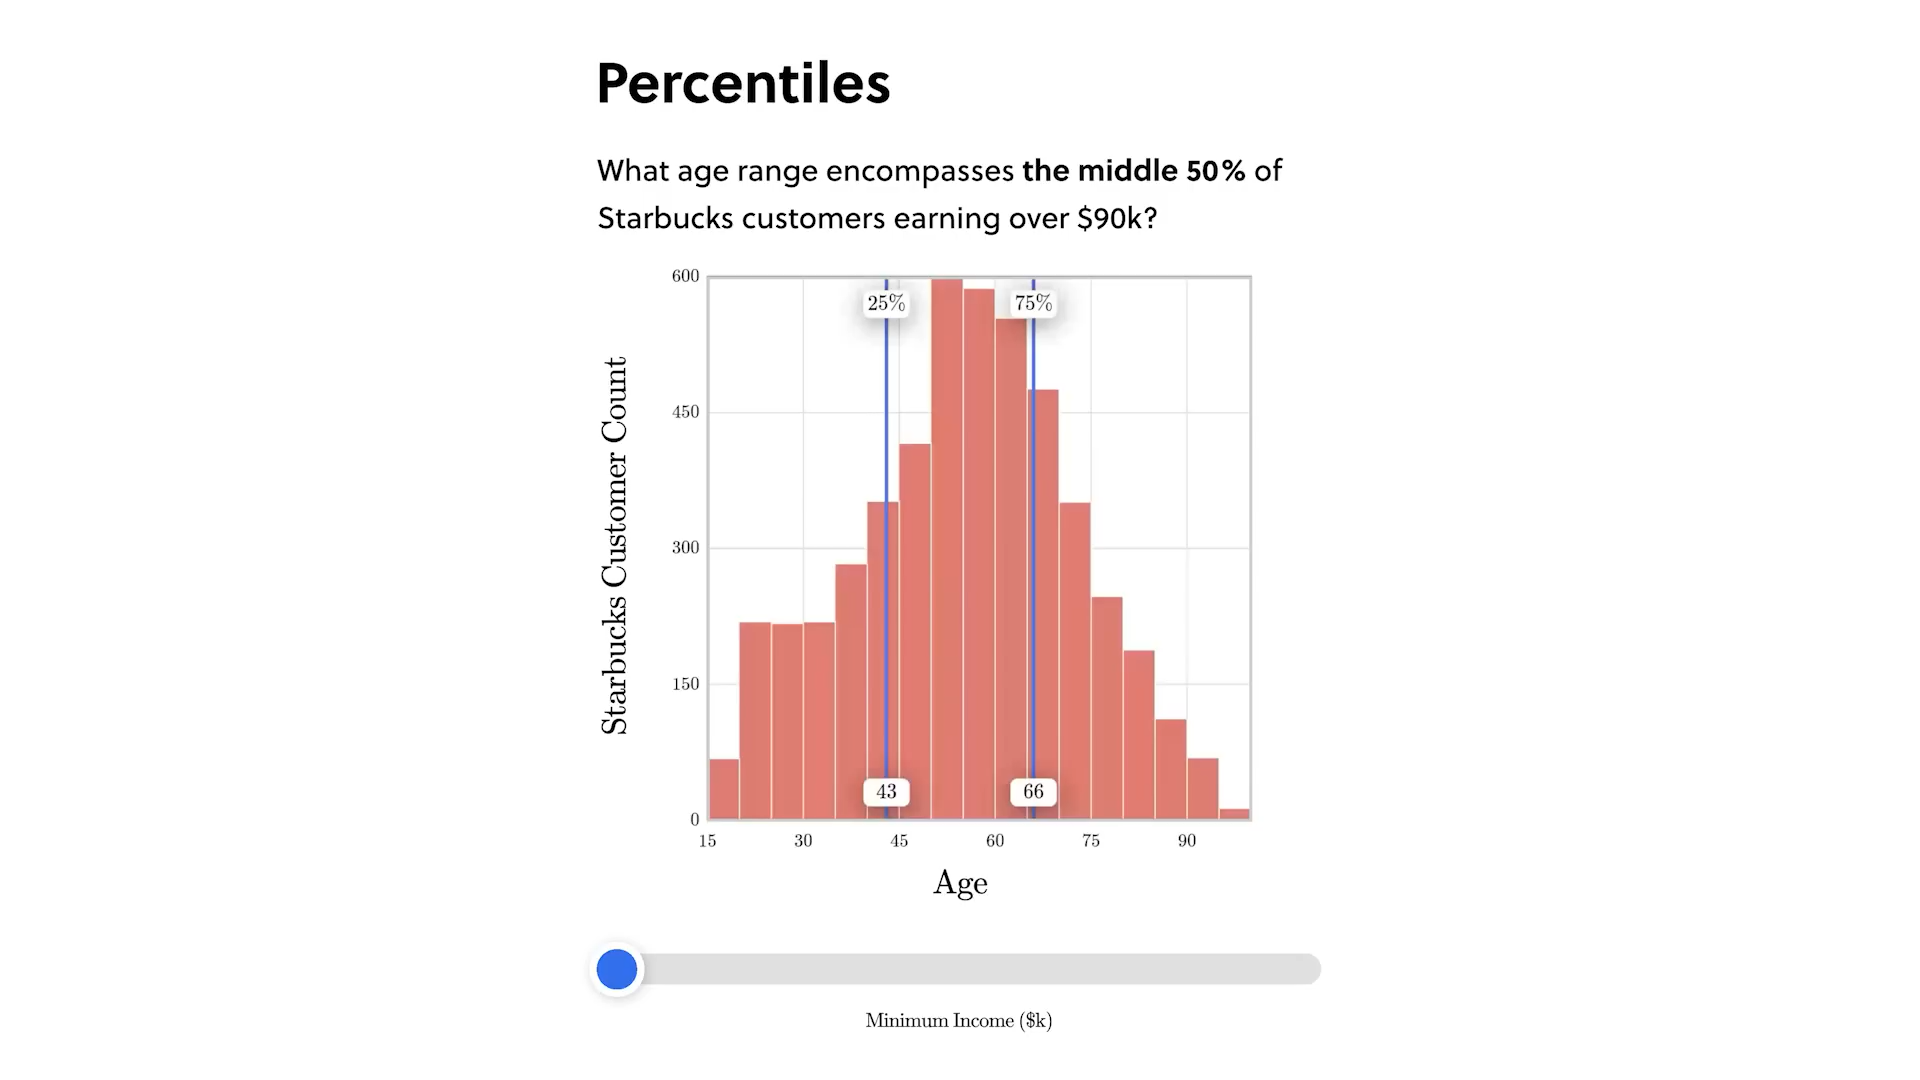 Percentiles
What age range encompasses the middle 50% of
Starbucks customers earning over $90k?
600
25%
75%
450
300
150
0
43
66
15
30
45
60
75
90
Starbucks Customer Count
Age
Minimum Income ($k)